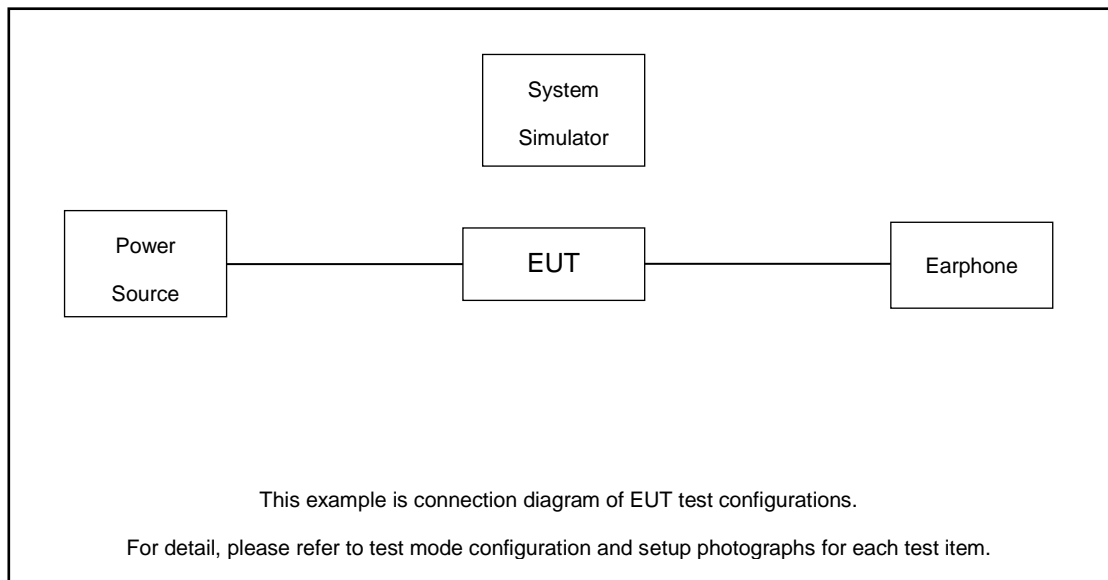 System
Simulator
Power
Source
EUT
Earphone
This example is connection diagram of EUT test configurations.
For detail, please refer to test mode configuration and setup photographs for each test item.